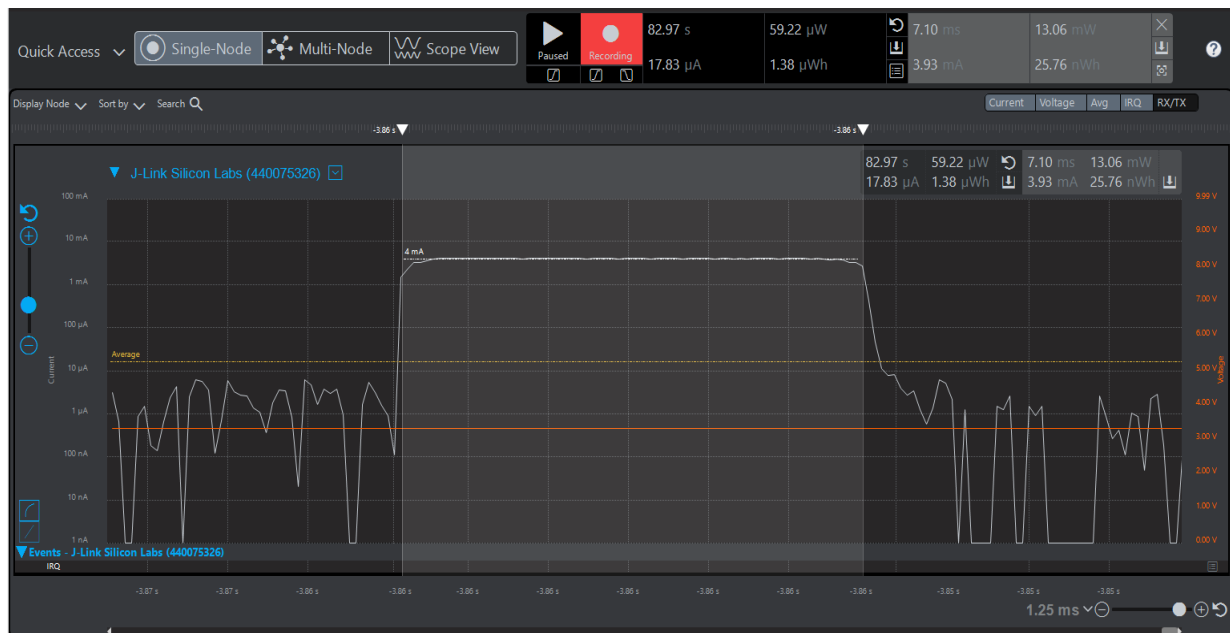 Quick Access
Single-Node
Multi-Node
Scope View
Paused
Recording
82.97 s
59.22 µW
17.83 µA
1.38 µWh
7.10 ms
13.06 mW
3.93 mA
25.76 nWh
?
Display Node
Sort by
Search
Current
Voltage
Avg
IRQ
RX/TX
-3.86 s
-3.86 s
J-Link Silicon Labs (440075326)
82.97 s 59.22 µW 7.10 ms 13.06 mW
17.83 µA 1.38 µWh 3.93 mA 25.76 nWh
100 mA
10 mA
1 mA
100 µA
10 µA
1 µA
100 nA
10 nA
1 nA
Current
4 mA
Average
9.99 V
9.00 V
8.00 V
7.00 V
6.00 V
5.00 V
4.00 V
3.00 V
2.00 V
1.00 V
0.00 V
Voltage
Events - J-Link Silicon Labs (440075326)
IRQ
-3.87 s -3.87 s -3.86 s -3.86 s -3.86 s -3.86 s -3.86 s -3.86 s -3.86 s -3.86 s -3.85 s -3.85 s -3.85 s
1.25 ms